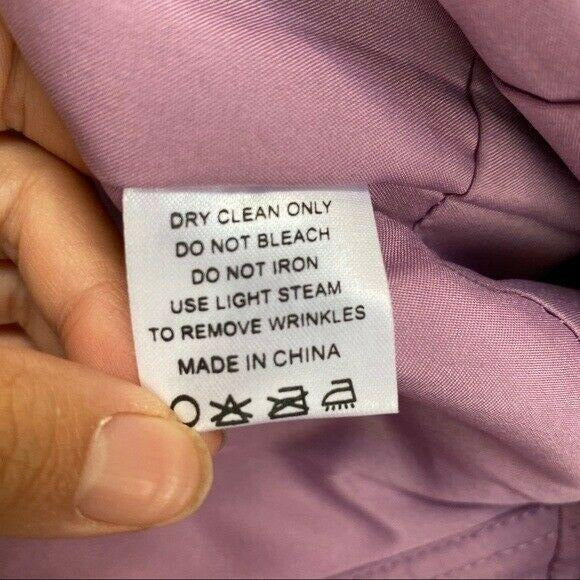 DRY CLEAN ONLY
DO NOT BLEACH
DO NOT IRON
USE LIGHT STEAM
TO REMOVE WRINKLES
MADE IN CHINA